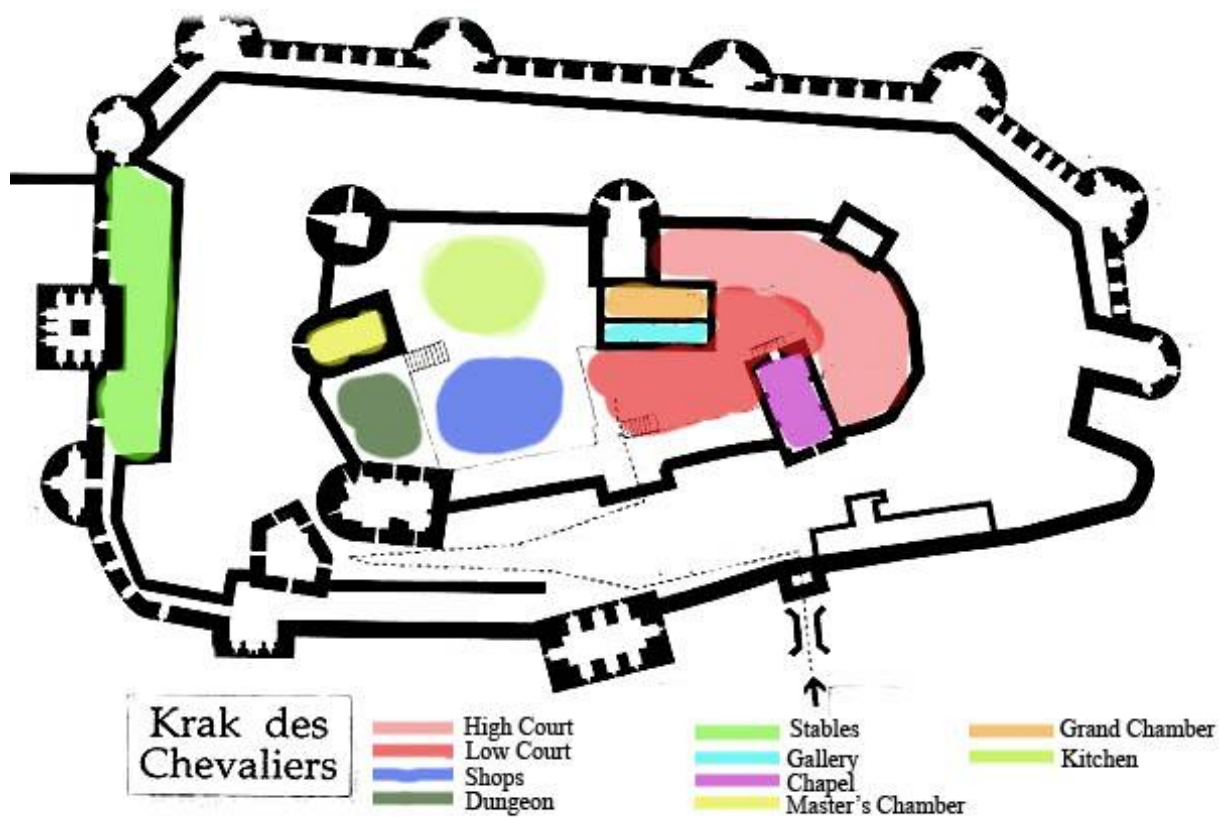 Krak des
Chevaliers
High Court
Low Court
Shops
Dungeon
Stables
Gallery
Chapel
Master's Chamber
Grand Chamber
Kitchen